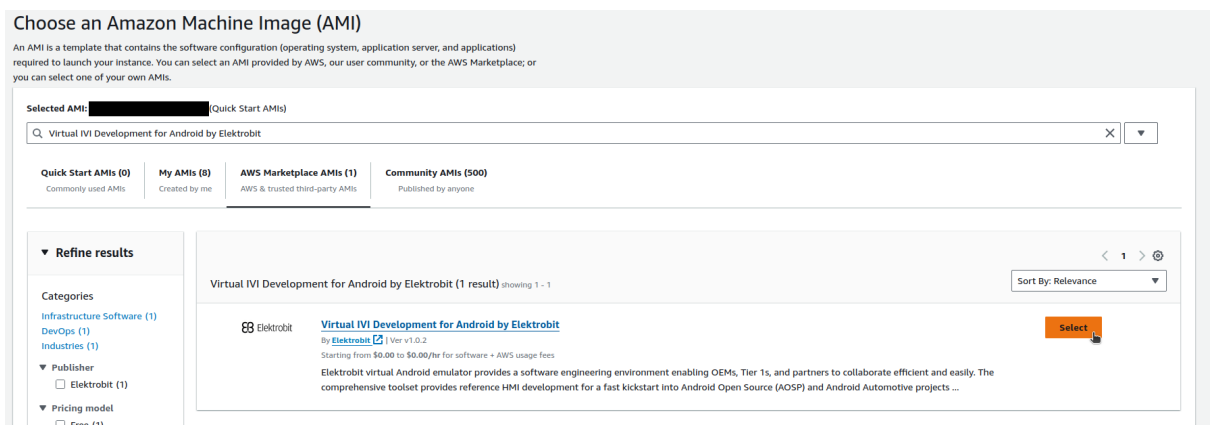 Choose an Amazon Machine Image (AMI)
An AMI is a template that contains the software configuration (operating system, application server, and applications)
required to launch your instance. You can select an AMI provided by AWS, our user community, or the AWS Marketplace; or
you can select one of your own AMIs.
Selected AMI: (Quick Start AMIs)
Virtual IVI Development for Android by Elektrobit
Quick Start AMIs (0)
Commonly used AMIs
My AMIs (8)
Created by me
AWS Marketplace AMIs (1)
AWS & trusted third-party AMIs
Community AMIs (500)
Published by anyone
Refine results
Categories
Infrastructure Software (1)
DevOps (1)
Industries (1)
Publisher
Elektrobit (1)
Pricing model
Free (1)
1
Virtual IVI Development for Android by Elektrobit (1 result) showing 1 - 1
Sort By: Relevance
Elektrobit
Virtual IVI Development for Android by Elektrobit
By Elektrobit | Ver v1.0.2
Starting from $0.00 to $0.00/hr for software + AWS usage fees
Elektrobit virtual Android emulator provides a software engineering environment enabling OEMs, Tier 1s, and partners to collaborate efficient and easily. The
comprehensive toolset provides reference HMI development for a fast kickstart into Android Open Source (AOSP) and Android Automotive projects ...
Select